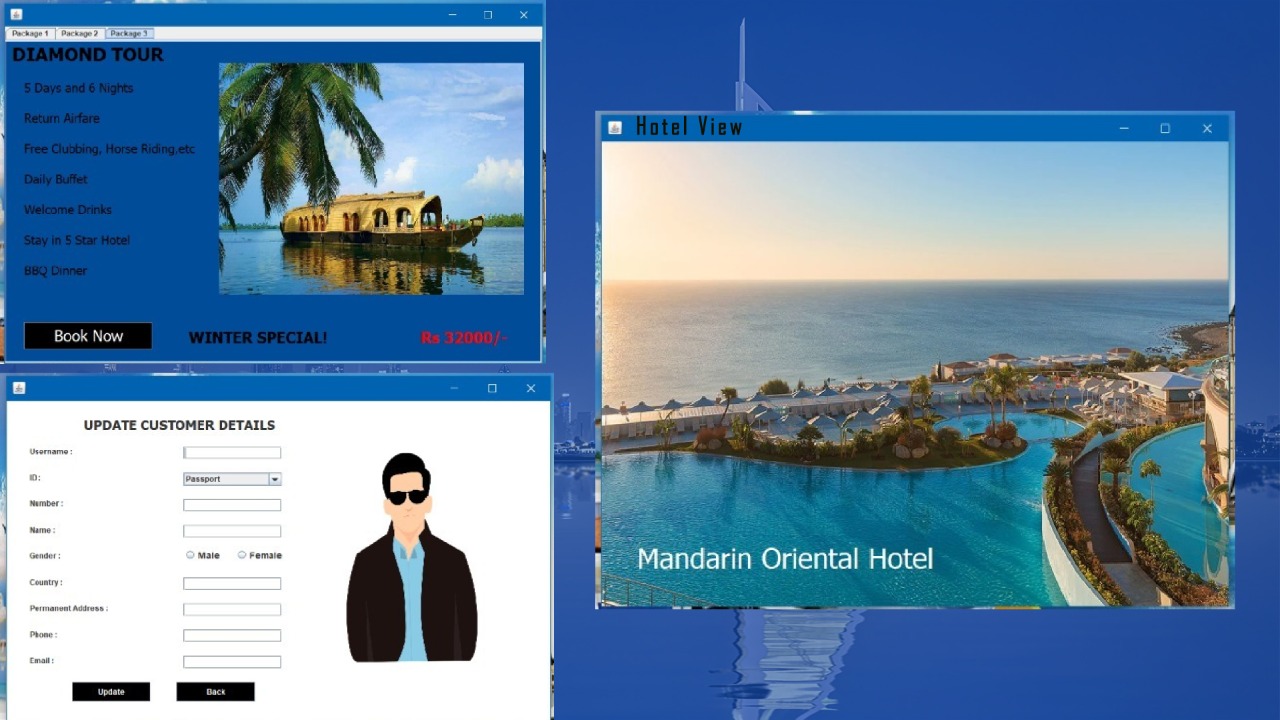 Package 1 Package 2 Package 3
DIAMOND TOUR
5 Days and 6 Nights
Return Airfare
Free Clubbing, Horse Riding,etc
Daily Buffet
Welcome Drinks
Stay in 5 Star Hotel
BBQ Dinner
Book Now WINTER SPECIAL! Rs 32000/-
UPDATE CUSTOMER DETAILS
Username :
ID : Passport
Number :
Name :
Gender : Male Female
Country :
Permanent Address :
Phone :
Email :
Update Back
Hotel View
Mandarin Oriental Hotel